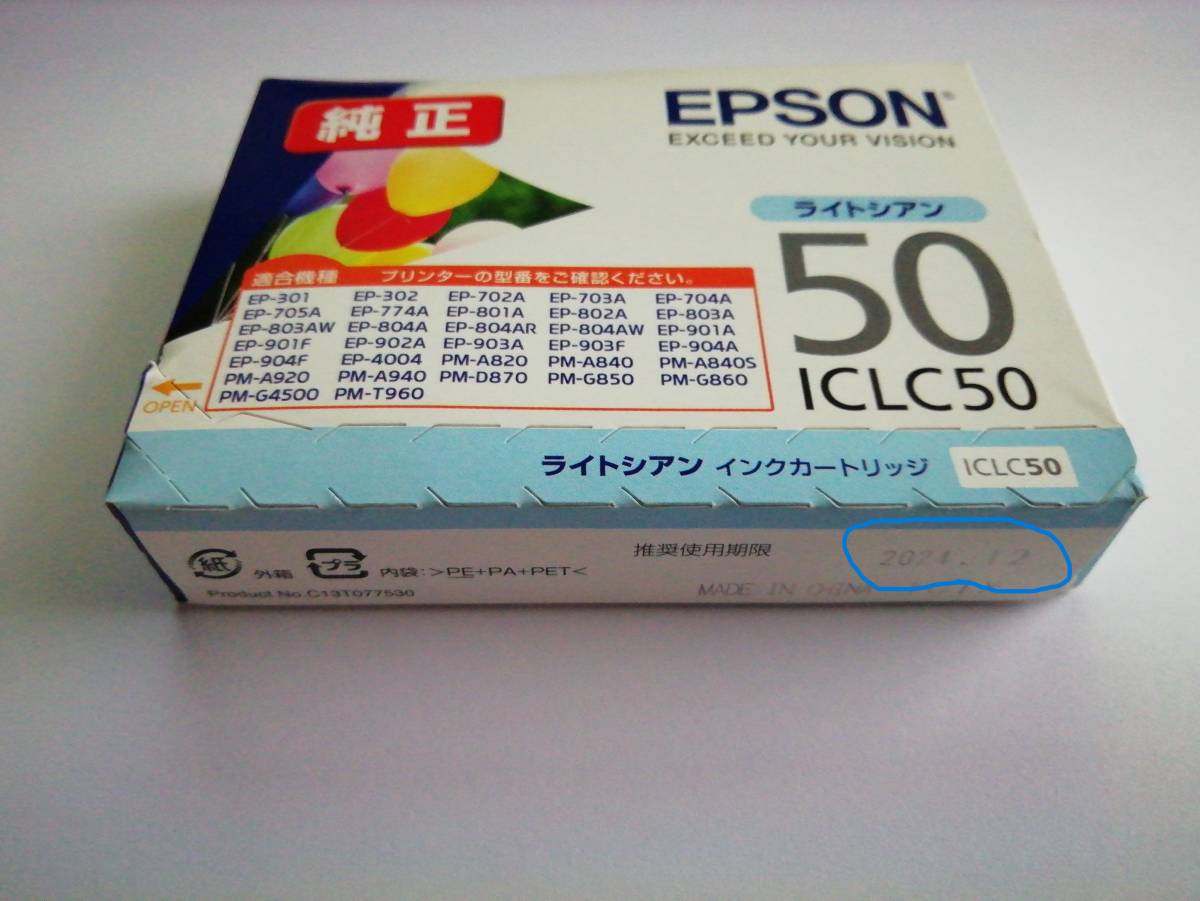 純正
EPSON
EXCEED YOUR VISION
ライトシアン
50
ICLC50
適合機種 プリンターの型番をご確認ください。
EP-301 EP-302 EP-702A EP-703A EP-704A
EP-705A EP-774A EP-801A EP-802A EP-803A
EP-803AW EP-804A EP-804AR EP-804AW EP-901A
EP-901F EP-902A EP-903A EP-903F EP-904A
EP-904F EP-4004 PM-A820 PM-A840 PM-A840S
PM-A920 PM-A940 PM-D870 PM-G850 PM-G860
PM-G4500 PM-T960
OPEN
ライトシアン インクカートリッジ ICLC50
紙 外箱 プラ 内袋:>PE+PA+PET<
推奨使用期限 2024.12
Product No.C13T077530
MADE IN CHINA